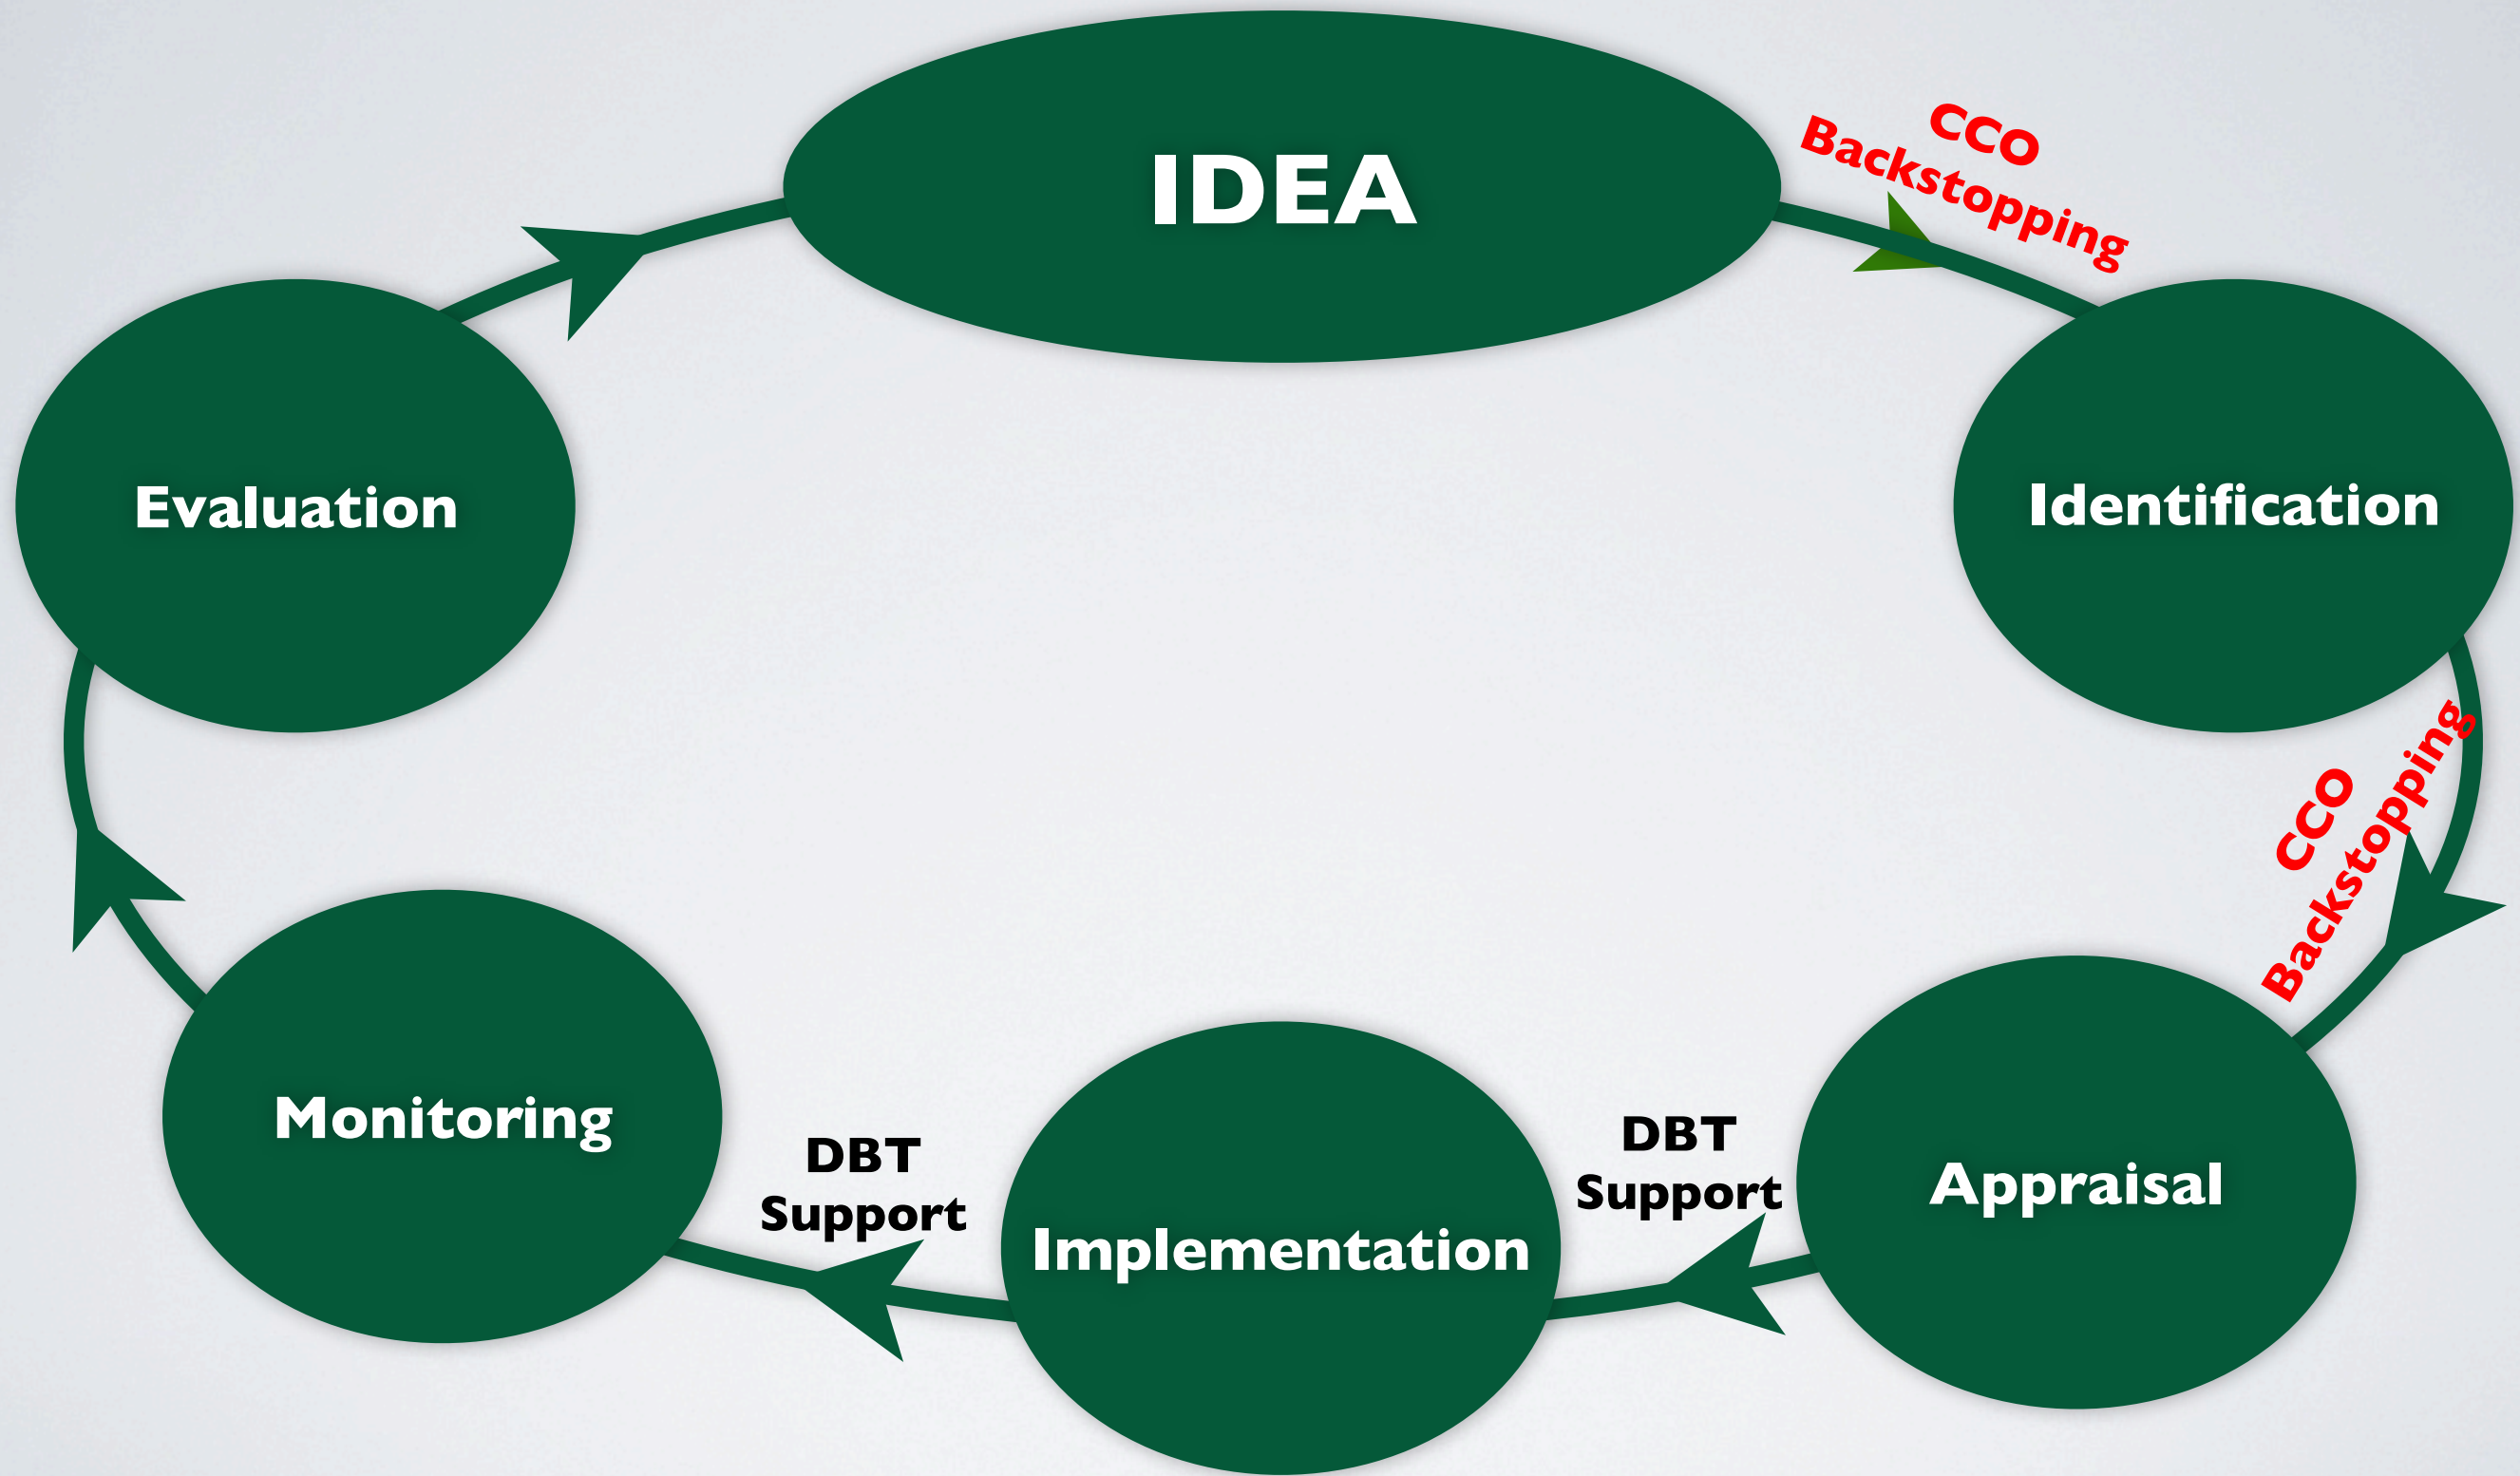 IDEA
CCO
Backstopping
Evaluation
Identification
CCO
Backstopping
Monitoring
DBT
Support
Implementation
DBT
Support
Appraisal